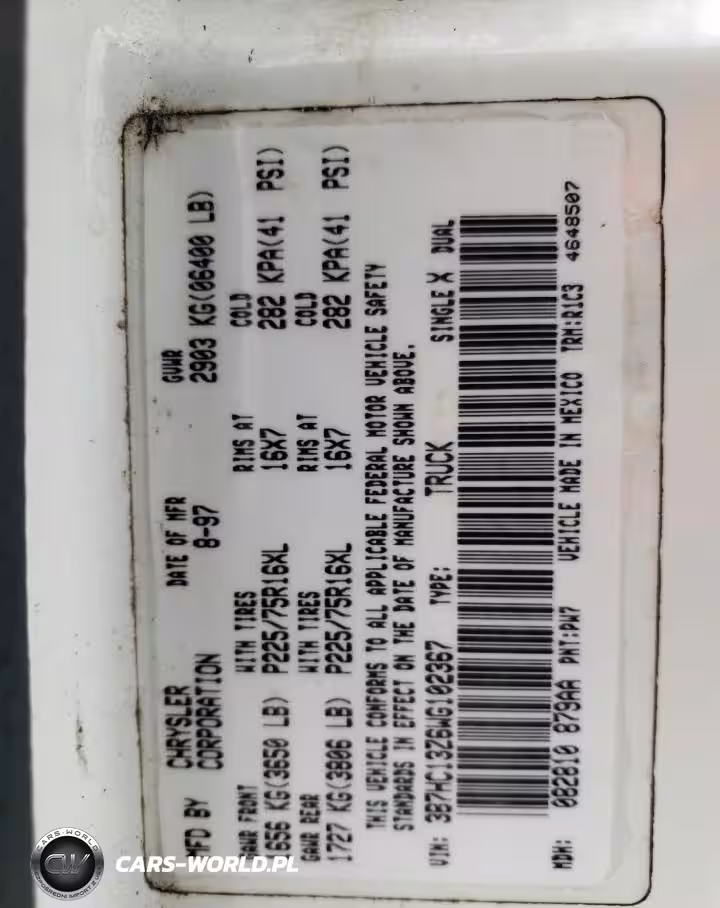 MFD BY CHRYSLER CORPORATION DATE OF MFR 8-97 GVWR 2903 KG(06400 LB)
GAWR FRONT WITH TIRES RIMS AT COLD
1656 KG(3650 LB) P225/75R16XL 16X7 282 KPA(41 PSI)
GAWR REAR WITH TIRES RIMS AT COLD
1727 KG(3806 LB) P225/75R16XL 16X7 282 KPA(41 PSI)
THIS VEHICLE CONFORMS TO ALL APPLICABLE FEDERAL MOTOR VEHICLE SAFETY
STANDARDS IN EFFECT ON THE DATE OF MANUFACTURE SHOWN ABOVE.
VIN: 3B7HC13Z6WG102367 TYPE: TRUCK SINGLE X DUAL
MDH: 082810 879AA PNT:PW7 VEHICLE MADE IN MEXICO TRM:R1C3 4648507
CARS-WORLD
CW
CARS-WORLD.PL